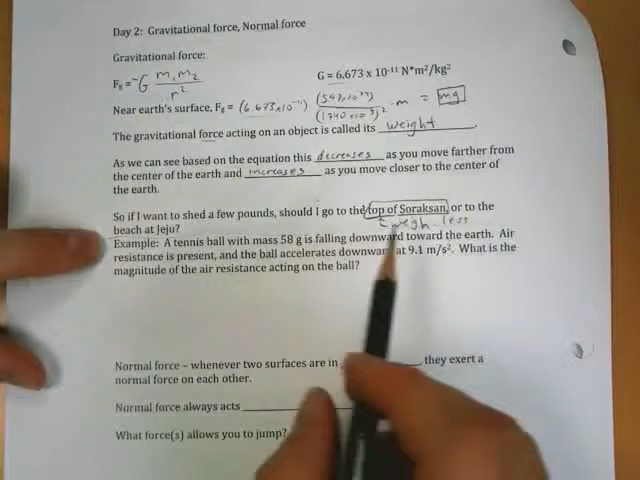 Day 2: Gravitational force, Normal force
Gravitational force:
Fg = -G m₁m₂/r² G = 6.673 x 10⁻¹¹ N*m²/kg²
Near earth's surface, Fg = (6.673x10⁻¹¹) · m = mg
The gravitational force acting on an object is called its weight.
As we can see based on the equation this decreases as you move farther from
the center of the earth and increases as you move closer to the center of
the earth.
So if I want to shed a few pounds, should I go to the top of Soraksan, or to the
beach at Jeju? weigh less
Example: A tennis ball with mass 58 g is falling downward toward the earth. Air
resistance is present, and the ball accelerates downward at 9.1 m/s². What is the
magnitude of the air resistance acting on the ball?
Normal force – whenever two surfaces are in , they exert a
normal force on each other.
Normal force always acts
What force(s) allows you to jump?